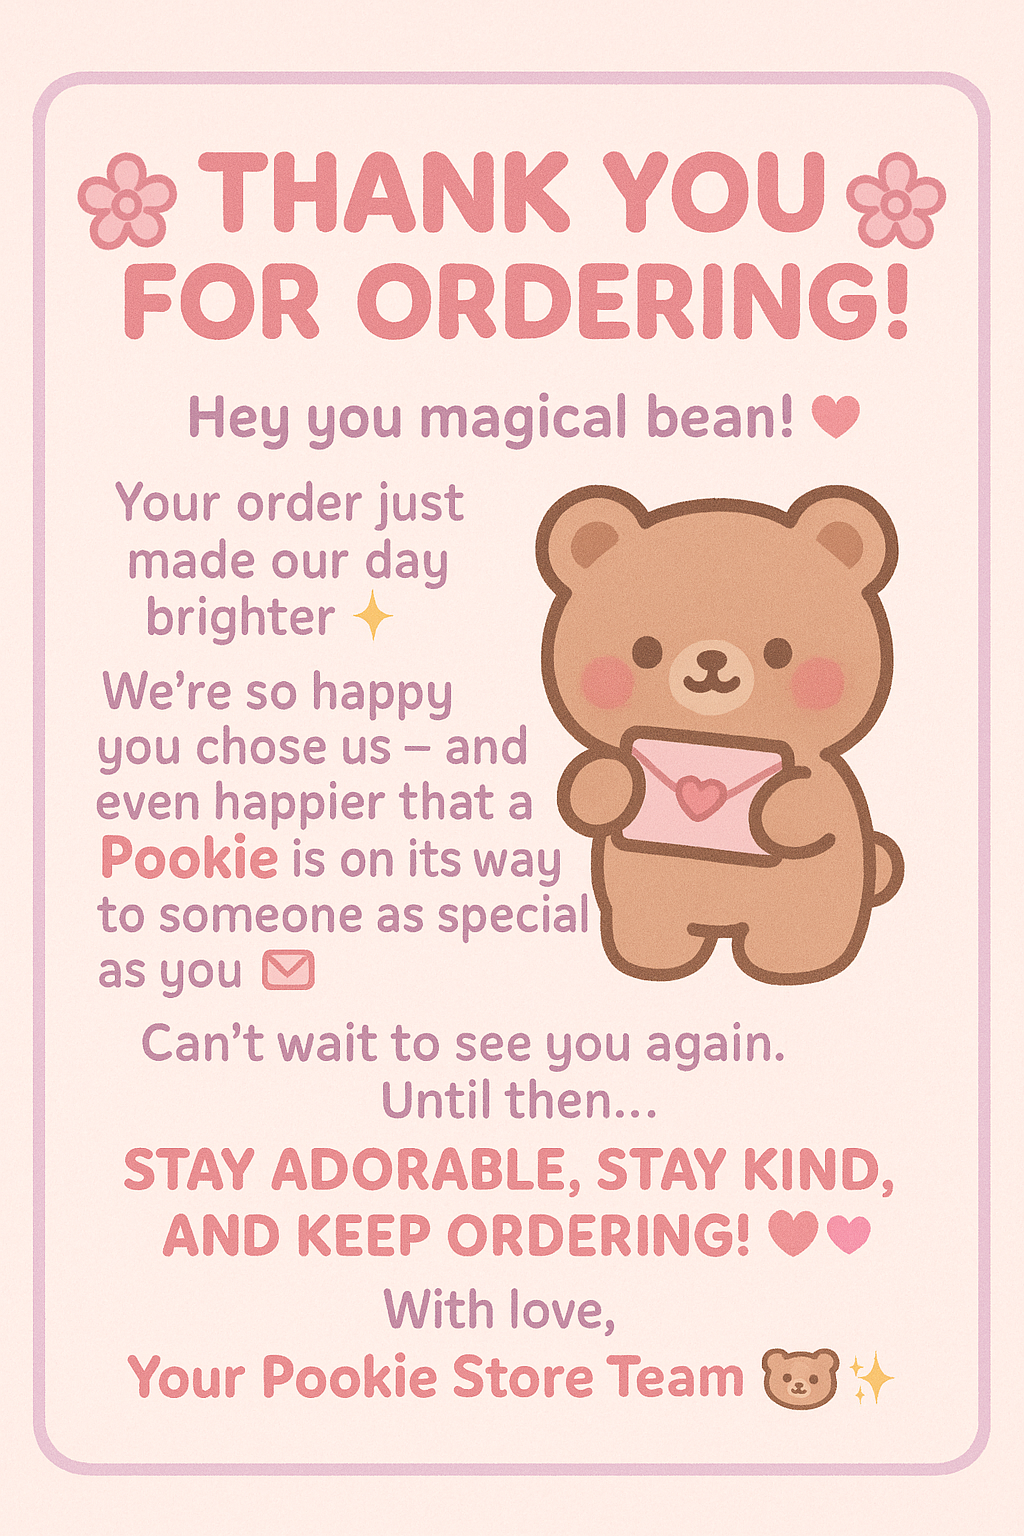 THANK YOU
FOR ORDERING!
Hey you magical bean!
Your order just
made our day
brighter
We're so happy
you chose us – and
even happier that a
Pookie is on its way
to someone as special
as you
Can't wait to see you again.
Until then...
STAY ADORABLE, STAY KIND,
AND KEEP ORDERING!
With love,
Your Pookie Store Team